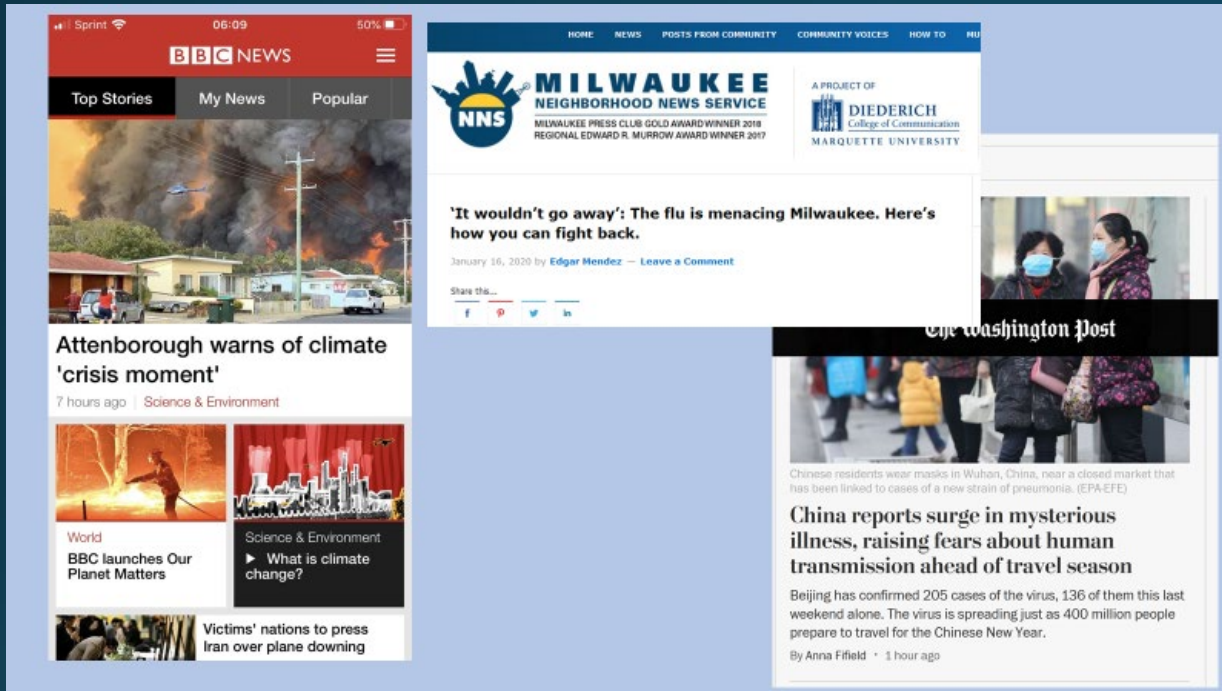 Sprint 06:09 50%
BBC NEWS
Top Stories My News Popular
Attenborough warns of climate
'crisis moment'
7 hours ago Science & Environment
World
BBC launches Our
Planet Matters
Science & Environment
What is climate
change?
Victims' nations to press
Iran over plane downing
HOME NEWS POSTS FROM COMMUNITY COMMUNITY VOICES HOW TO MU
NNS
MILWAUKEE
NEIGHBORHOOD NEWS SERVICE
MILWAUKEE PRESS CLUB GOLD AWARD WINNER 2018
REGIONAL EDWARD R. MURROW AWARD WINNER 2017
A PROJECT OF
DIEDERICH
College of Communication
MARQUETTE UNIVERSITY
‘It wouldn’t go away’: The flu is menacing Milwaukee. Here’s
how you can fight back.
January 16, 2020 by Edgar Mendez — Leave a Comment
Share this...
The Washington Post
Chinese residents wear masks in Wuhan, China, near a closed market that
has been linked to cases of a new strain of pneumonia. (EPA-EFE)
China reports surge in mysterious
illness, raising fears about human
transmission ahead of travel season
Beijing has confirmed 205 cases of the virus, 136 of them this last
weekend alone. The virus is spreading just as 400 million people
prepare to travel for the Chinese New Year.
By Anna Fifield • 1 hour ago